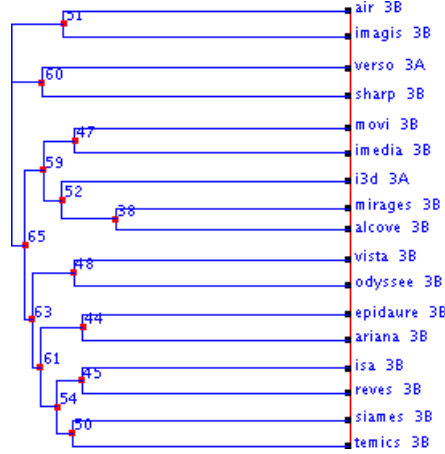 air 3B
51
imagis 3B
verso 3A
60
sharp 3B
movi 3B
47
imedia 3B
59
i3d 3A
52
mirages 3B
38
alcove 3B
65
vista 3B
48
odyssee 3B
epidaure 3B
63
44
ariana 3B
61
isa 3B
45
reves 3B
54
siames 3B
50
temics 3B